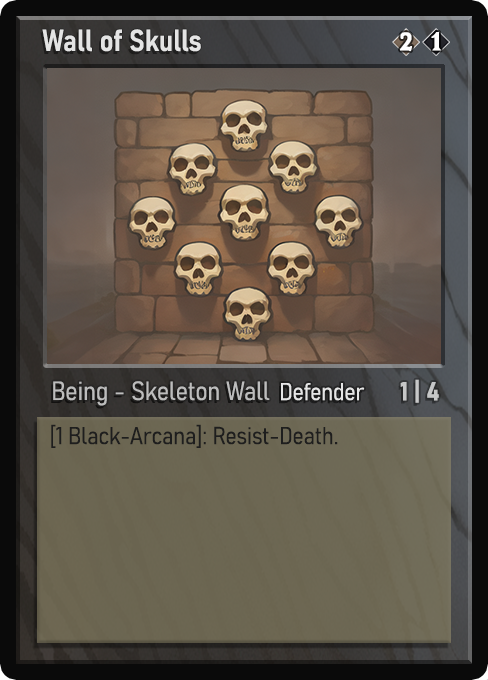 Wall of Skulls 2 1
Being - Skeleton Wall Defender 1|4
[1 Black-Arcana]: Resist-Death.